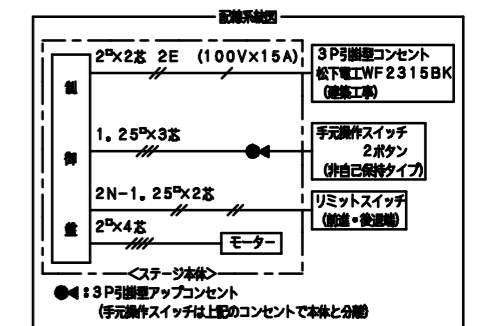 配線系統図
制御盤
2□×2芯 2E (100V×15A)
3P引掛型コンセント
松下電工WF2315BK
(建築工事)
1.25□×3芯
手元操作スイッチ
2ボタン
(非自己保持タイプ)
2N-1.25□×2芯
リミットスイッチ
(前進・後退端)
2□×4芯
モーター
<ステージ本体>
:3P引掛型アップコンセント
(手元操作スイッチは上記のコンセントで本体と分離)